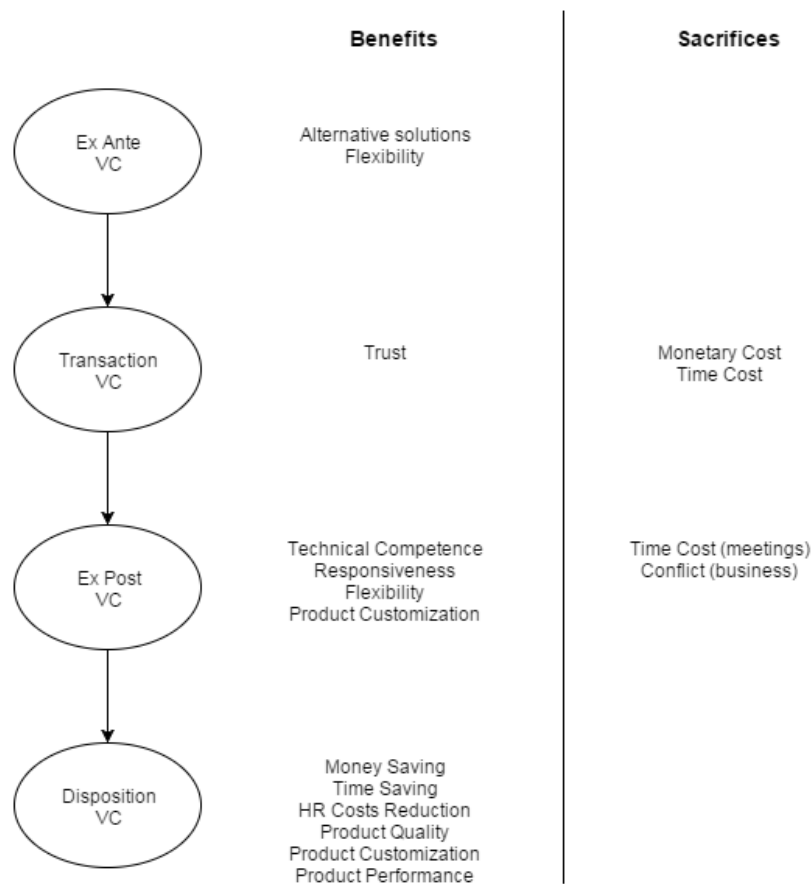 Benefits
Sacrifices
Ex Ante
VC
Alternative solutions
Flexibility
Transaction
VC
Trust
Monetary Cost
Time Cost
Ex Post
VC
Technical Competence
Responsiveness
Flexibility
Product Customization
Time Cost (meetings)
Conflict (business)
Disposition
VC
Money Saving
Time Saving
HR Costs Reduction
Product Quality
Product Customization
Product Performance